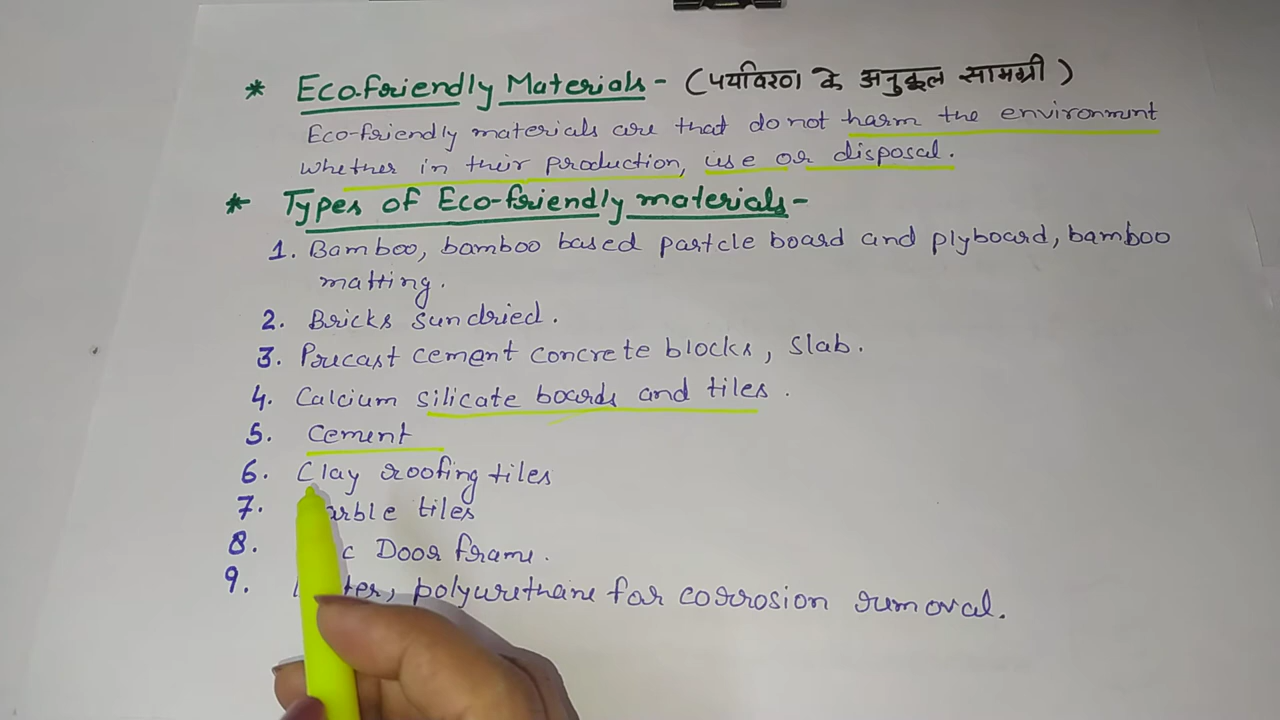 * Eco-friendly Materials - (पर्यावरण के अनुकूल सामग्री)
Eco-friendly materials are that do not harm the environment
whether in their production, use or disposal.
* Types of Eco-friendly materials-
1. Bamboo, bamboo based partcle board and plyboard, bamboo
matting.
2. Bricks sun dried.
3. Precast cement concrete blocks, slab.
4. Calcium silicate boards and tiles.
5. Cement
6. Clay roofing tiles
7. tiles
8. Door frame.
9. polyurethane for corrosion removal.